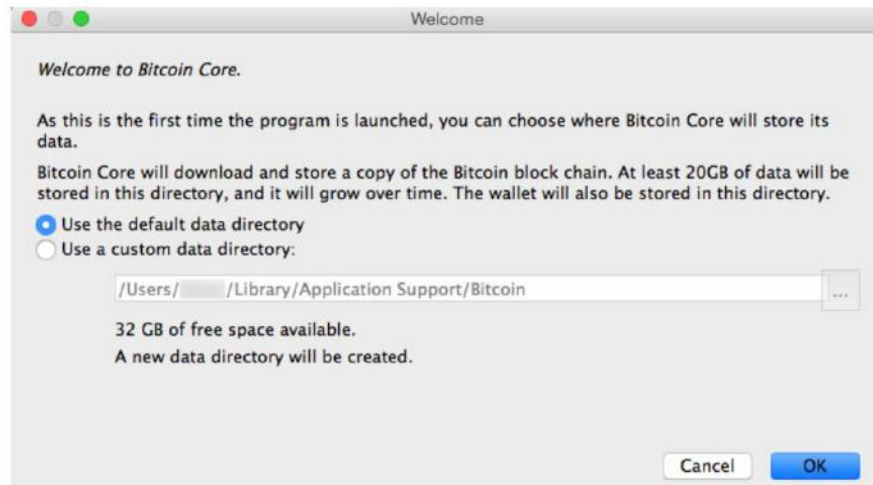 Welcome
Welcome to Bitcoin Core.
As this is the first time the program is launched, you can choose where Bitcoin Core will store its
data.
Bitcoin Core will download and store a copy of the Bitcoin block chain. At least 20GB of data will be
stored in this directory, and it will grow over time. The wallet will also be stored in this directory.
Use the default data directory
Use a custom data directory:
/Users/ /Library/Application Support/Bitcoin
...
32 GB of free space available.
A new data directory will be created.
Cancel
OK